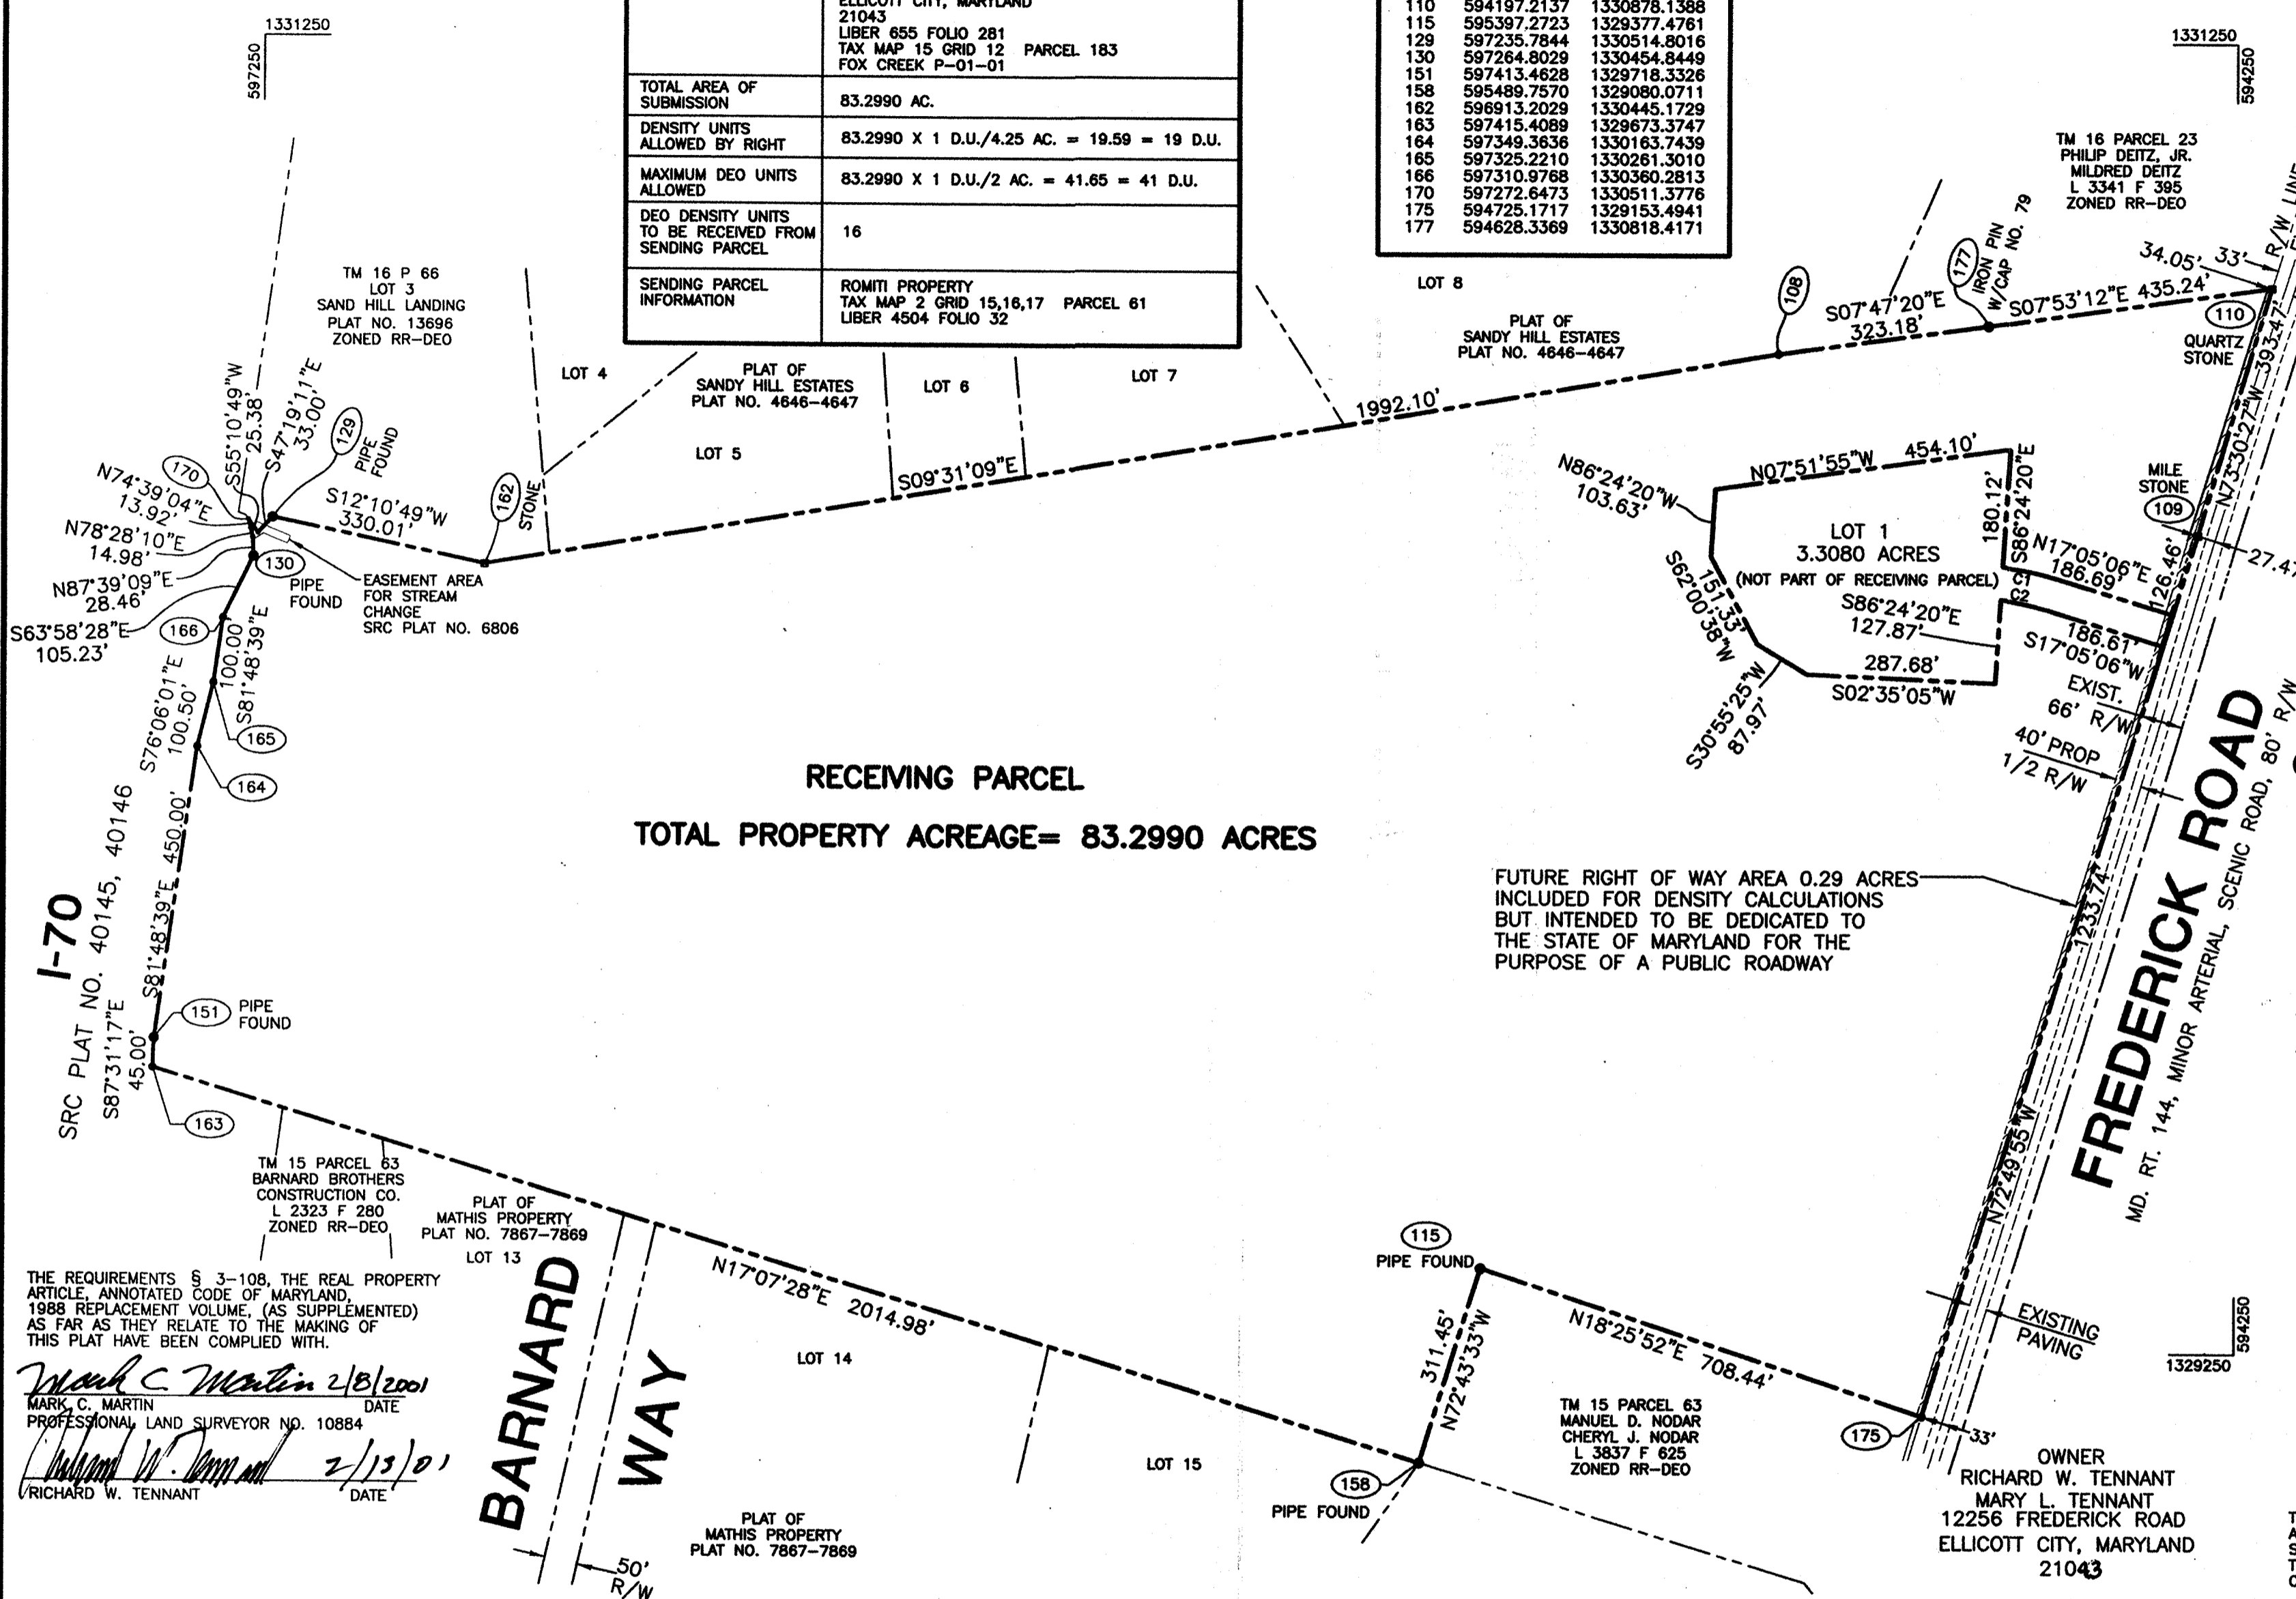 1331250
597250
ELLICOTT CITY, MARYLAND
21043
LIBER 655 FOLIO 281
TAX MAP 15 GRID 12 PARCEL 183
FOX CREEK P-01-01
TOTAL AREA OF
SUBMISSION
83.2990 AC.
DENSITY UNITS
ALLOWED BY RIGHT
83.2990 X 1 D.U./4.25 AC. = 19.59 = 19 D.U.
MAXIMUM DEO UNITS
ALLOWED
83.2990 X 1 D.U./2 AC. = 41.65 = 41 D.U.
DEO DENSITY UNITS
TO BE RECEIVED FROM
SENDING PARCEL
16
SENDING PARCEL
INFORMATION
ROMITI PROPERTY
TAX MAP 2 GRID 15,16,17 PARCEL 61
LIBER 4504 FOLIO 32
110 594197.2137 1330878.1388
115 595397.2723 1329377.4761
129 597235.7844 1330514.8016
130 597264.8029 1330454.8449
151 597413.4628 1329718.3326
158 595489.7570 1329080.0711
162 596913.2029 1330445.1729
163 597415.4089 1329673.3747
164 597349.3636 1330163.7439
165 597325.2210 1330261.3010
166 597310.9768 1330360.2813
170 597272.6473 1330511.3776
175 594725.1717 1329153.4941
177 594628.3369 1330818.4171
1331250
594250
TM 16 PARCEL 23
PHILIP DEITZ, JR.
MILDRED DEITZ
L 3341 F 395
ZONED RR-DEO
R/W LINE
34.05'
33'
177
IRON PIN
W/CAP NO. 79
S07°53'12"E 435.24'
110
QUARTZ
STONE
108
S07°47'20"E
323.18'
LOT 8
PLAT OF
SANDY HILL ESTATES
PLAT NO. 4646-4647
TM 16 P 66
LOT 3
SAND HILL LANDING
PLAT NO. 13696
ZONED RR-DEO
LOT 4
PLAT OF
SANDY HILL ESTATES
PLAT NO. 4646-4647
LOT 6
LOT 7
1992.10'
LOT 5
S09°31'09"E
S55°10'49"W
25.38'
S47°19'11"E
33.00'
129
PIPE
FOUND
170
N74°39'04"E
13.92'
N78°28'10"E
14.98'
N87°39'09"E
28.46'
S63°58'28"E
105.23'
S12°10'49"W
330.01'
162
STONE
130
PIPE
FOUND
EASEMENT AREA
FOR STREAM
CHANGE
SRC PLAT NO. 6806
166
100.00'
S81°48'39"E
S76°06'01"E
100.50'
165
164
S81°48'39"E 450.00'
I-70
SRC PLAT NO. 40145, 40146
S87°31'17"E
45.00'
151
PIPE
FOUND
163
N86°24'20"W
103.63'
N07°51'55"W 454.10'
180.12'
S86°24'20"E
LOT 1
3.3080 ACRES
(NOT PART OF RECEIVING PARCEL)
C1
C2
N17°05'06"E
186.69'
126.46'
MILE
STONE
109
N73°30'27"W 393.47'
S62°00'38"W
151.33'
S86°24'20"E
127.87'
186.61'
S17°05'06"W
287.68'
S02°35'05"W
S30°55'25"W
87.97'
EXIST.
66' R/W
40' PROP
1/2 R/W
RECEIVING PARCEL
TOTAL PROPERTY ACREAGE= 83.2990 ACRES
FUTURE RIGHT OF WAY AREA 0.29 ACRES
INCLUDED FOR DENSITY CALCULATIONS
BUT INTENDED TO BE DEDICATED TO
THE STATE OF MARYLAND FOR THE
PURPOSE OF A PUBLIC ROADWAY
1233.74'
N72°49'55"W
FREDERICK ROAD
MD. RT. 144, MINOR ARTERIAL, SCENIC ROAD, 80' R/W
TM 15 PARCEL 63
BARNARD BROTHERS
CONSTRUCTION CO.
L 2323 F 280
ZONED RR-DEO
PLAT OF
MATHIS PROPERTY
PLAT NO. 7867-7869
LOT 13
BARNARD
WAY
50'
R/W
N17°07'28"E 2014.98'
LOT 14
PLAT OF
MATHIS PROPERTY
PLAT NO. 7867-7869
LOT 15
115
PIPE FOUND
311.45'
N72°43'33"W
N18°25'52"E 708.44'
158
PIPE FOUND
TM 15 PARCEL 63
MANUEL D. NODAR
CHERYL J. NODAR
L 3837 F 625
ZONED RR-DEO
175
33'
EXISTING
PAVING
594250
1329250
OWNER
RICHARD W. TENNANT
MARY L. TENNANT
12256 FREDERICK ROAD
ELLICOTT CITY, MARYLAND
21043
THE REQUIREMENTS § 3-108, THE REAL PROPERTY
ARTICLE, ANNOTATED CODE OF MARYLAND,
1988 REPLACEMENT VOLUME, (AS SUPPLEMENTED)
AS FAR AS THEY RELATE TO THE MAKING OF
THIS PLAT HAVE BEEN COMPLIED WITH.
Mark C. Martin 2/8/2001
MARK C. MARTIN DATE
PROFESSIONAL LAND SURVEYOR NO. 10884
Richard W. Tennant 2/13/01
RICHARD W. TENNANT DATE